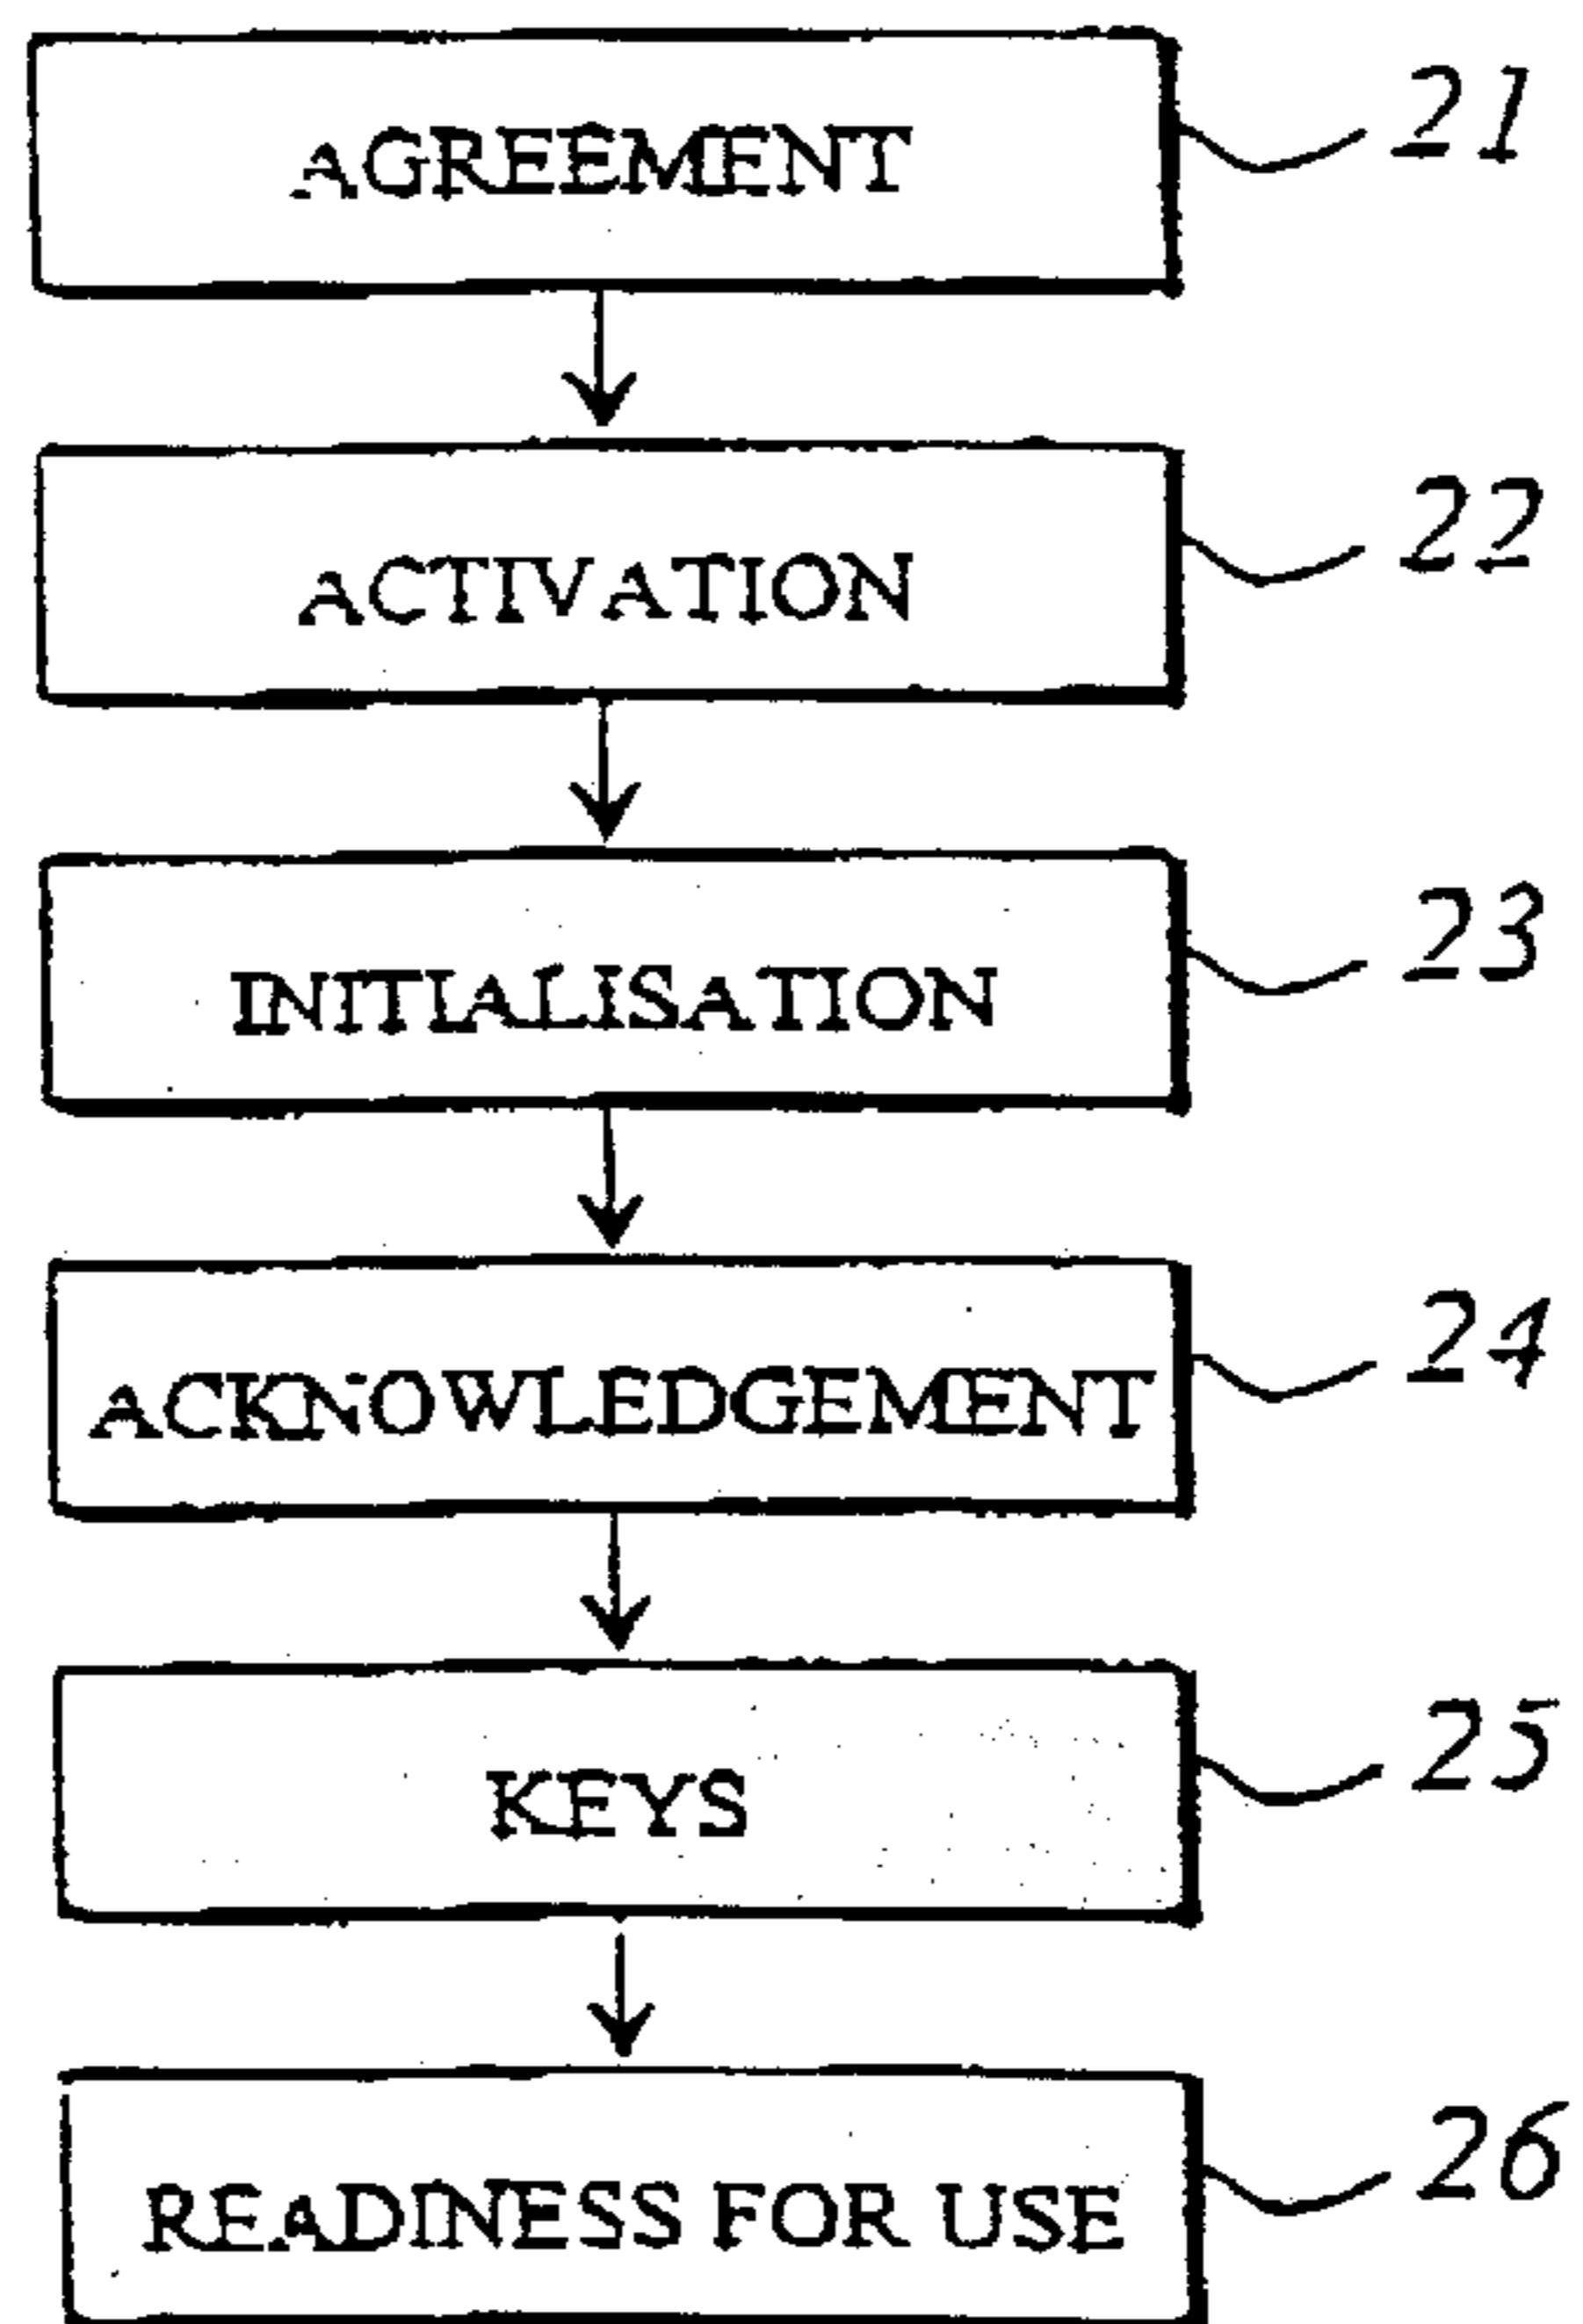 AGREEMENT 21
ACTIVATION 22
INITIALISATION 23
ACKNOWLEDGEMENT 24
KEYS 25
READINESS FOR USE 26